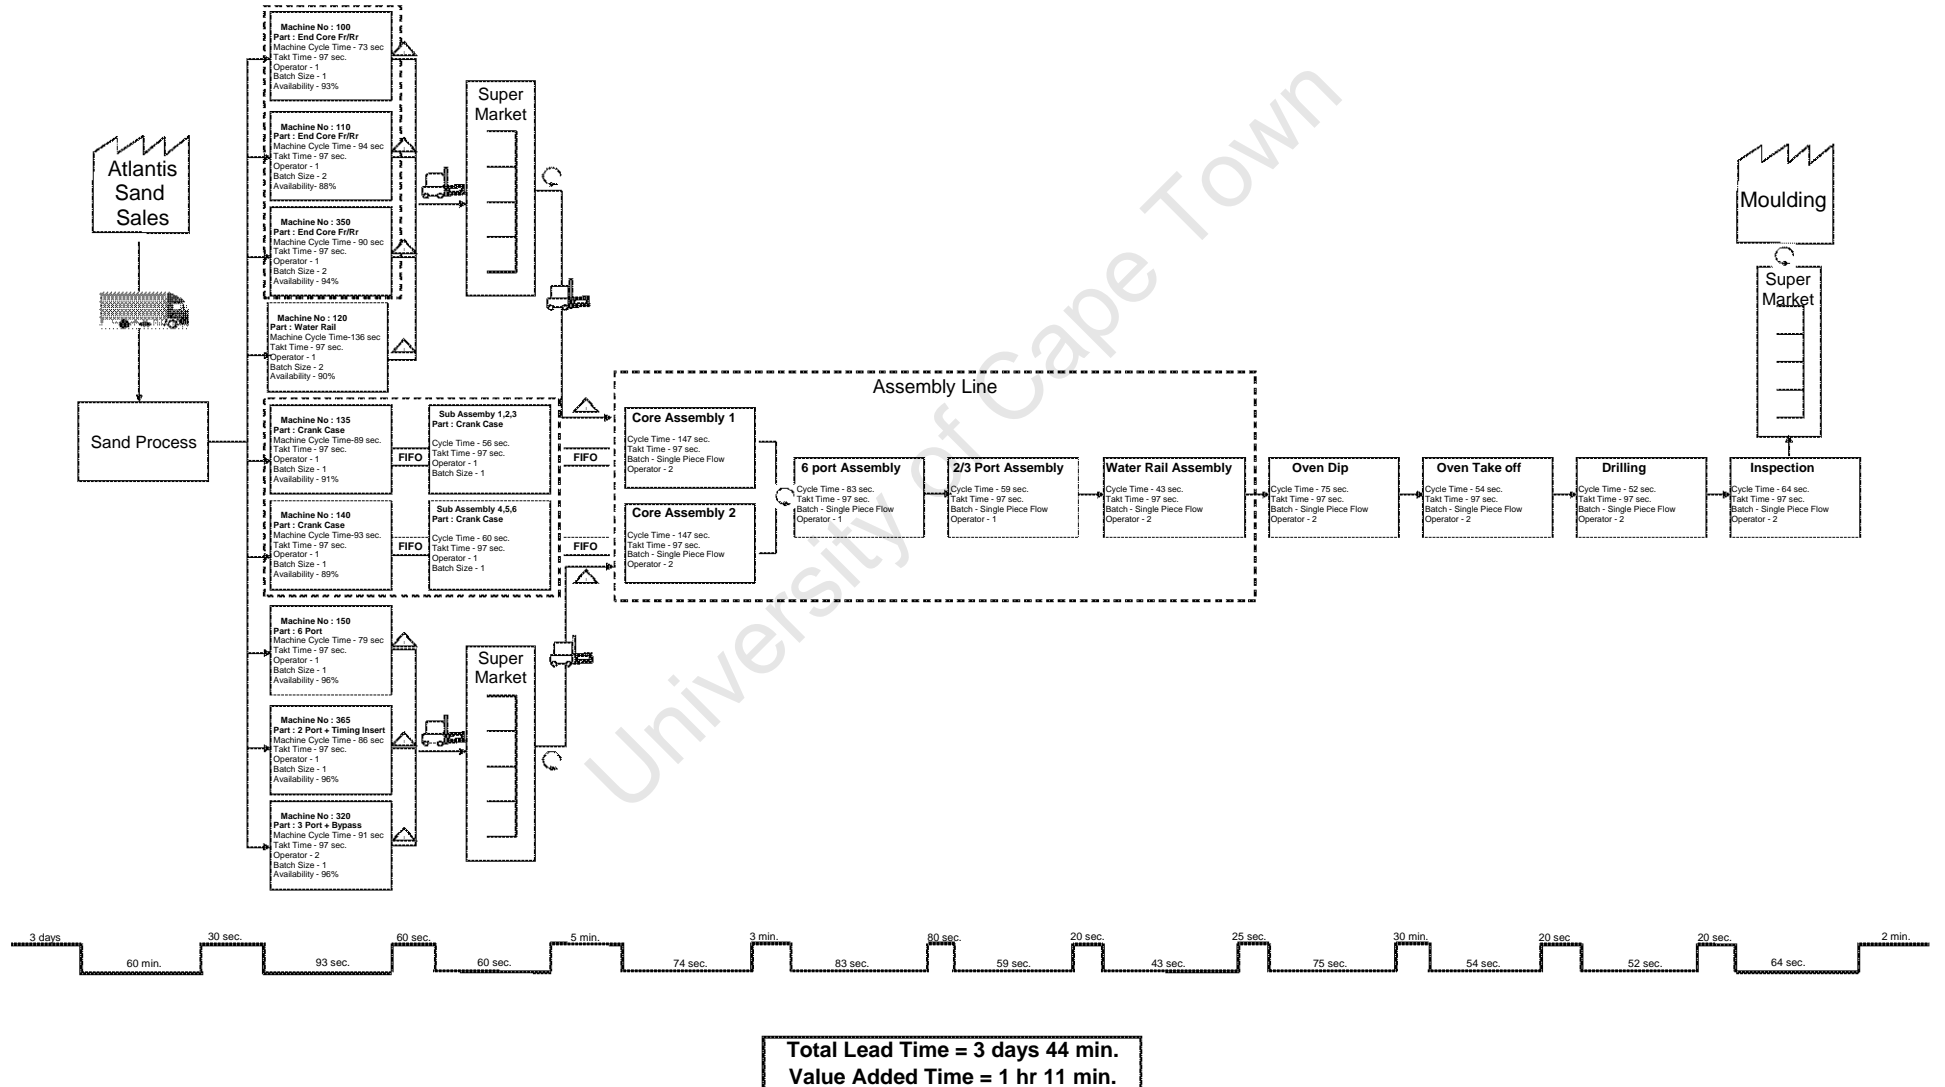 Atlantis
Sand
Sales
Sand Process
Machine No : 100
Part : End Core Fr/Rr
Machine Cycle Time - 73 sec
Takt Time - 97 sec.
Operator - 1
Batch Size - 1
Availability - 93%
Machine No : 110
Part : End Core Fr/Rr
Machine Cycle Time - 94 sec
Takt Time - 97 sec.
Operator - 1
Batch Size - 2
Availability- 88%
Machine No : 350
Part : End Core Fr/Rr
Machine Cycle Time - 90 sec
Takt Time - 97 sec.
Operator - 1
Batch Size - 2
Availability - 94%
Machine No : 120
Part : Water Rail
Machine Cycle Time-136 sec
Takt Time - 97 sec.
Operator - 1
Batch Size - 2
Availability - 90%
Machine No : 135
Part : Crank Case
Machine Cycle Time-89 sec.
Takt Time - 97 sec.
Operator - 1
Batch Size - 1
Availability - 91%
Machine No : 140
Part : Crank Case
Machine Cycle Time-93 sec.
Takt Time - 97 sec.
Operator - 1
Batch Size - 1
Availability - 89%
Machine No : 150
Part : 6 Port
Machine Cycle Time - 79 sec
Takt Time - 97 sec.
Operator - 1
Batch Size - 1
Availability - 96%
Machine No : 365
Part : 2 Port + Timing Insert
Machine Cycle Time - 86 sec
Takt Time - 97 sec.
Operator - 1
Batch Size - 1
Availability - 96%
Machine No : 320
Part : 3 Port + Bypass
Machine Cycle Time - 91 sec
Takt Time - 97 sec.
Operator - 2
Batch Size - 1
Availability - 96%
FIFO
FIFO
Sub Assemby 1,2,3
Part : Crank Case
Cycle Time - 56 sec.
Takt Time - 97 sec.
Operator - 1
Batch Size - 1
Sub Assembly 4,5,6
Part : Crank Case
Cycle Time - 60 sec.
Takt Time - 97 sec.
Operator - 1
Batch Size - 1
Super
Market
Super
Market
FIFO
FIFO
Assembly Line
Core Assembly 1
Cycle Time - 147 sec.
Takt Time - 97 sec.
Batch - Single Piece Flow
Operator - 2
Core Assembly 2
Cycle Time - 147 sec.
Takt Time - 97 sec.
Batch - Single Piece Flow
Operator - 2
6 port Assembly
Cycle Time - 83 sec.
Takt Time - 97 sec.
Batch - Single Piece Flow
Operator - 1
2/3 Port Assembly
Cycle Time - 59 sec.
Takt Time - 97 sec.
Batch - Single Piece Flow
Operator - 1
Water Rail Assembly
Cycle Time - 43 sec.
Takt Time - 97 sec.
Batch - Single Piece Flow
Operator - 2
Oven Dip
Cycle Time - 75 sec.
Takt Time - 97 sec.
Batch - Single Piece Flow
Operator - 2
Oven Take off
Cycle Time - 54 sec.
Takt Time - 97 sec.
Batch - Single Piece Flow
Operator - 2
Drilling
Cycle Time - 52 sec.
Takt Time - 97 sec.
Batch - Single Piece Flow
Operator - 2
Inspection
Cycle Time - 64 sec.
Takt Time - 97 sec.
Batch - Single Piece Flow
Operator - 2
Moulding
Super
Market
University of Cape Town
3 days 30 sec. 60 sec. 5 min. 3 min. 80 sec. 20 sec. 25 sec. 30 min. 20 sec 20 sec. 2 min.
60 min. 93 sec. 60 sec. 74 sec. 83 sec. 59 sec. 43 sec. 75 sec. 54 sec. 52 sec. 64 sec.
Total Lead Time = 3 days 44 min.
Value Added Time = 1 hr 11 min.